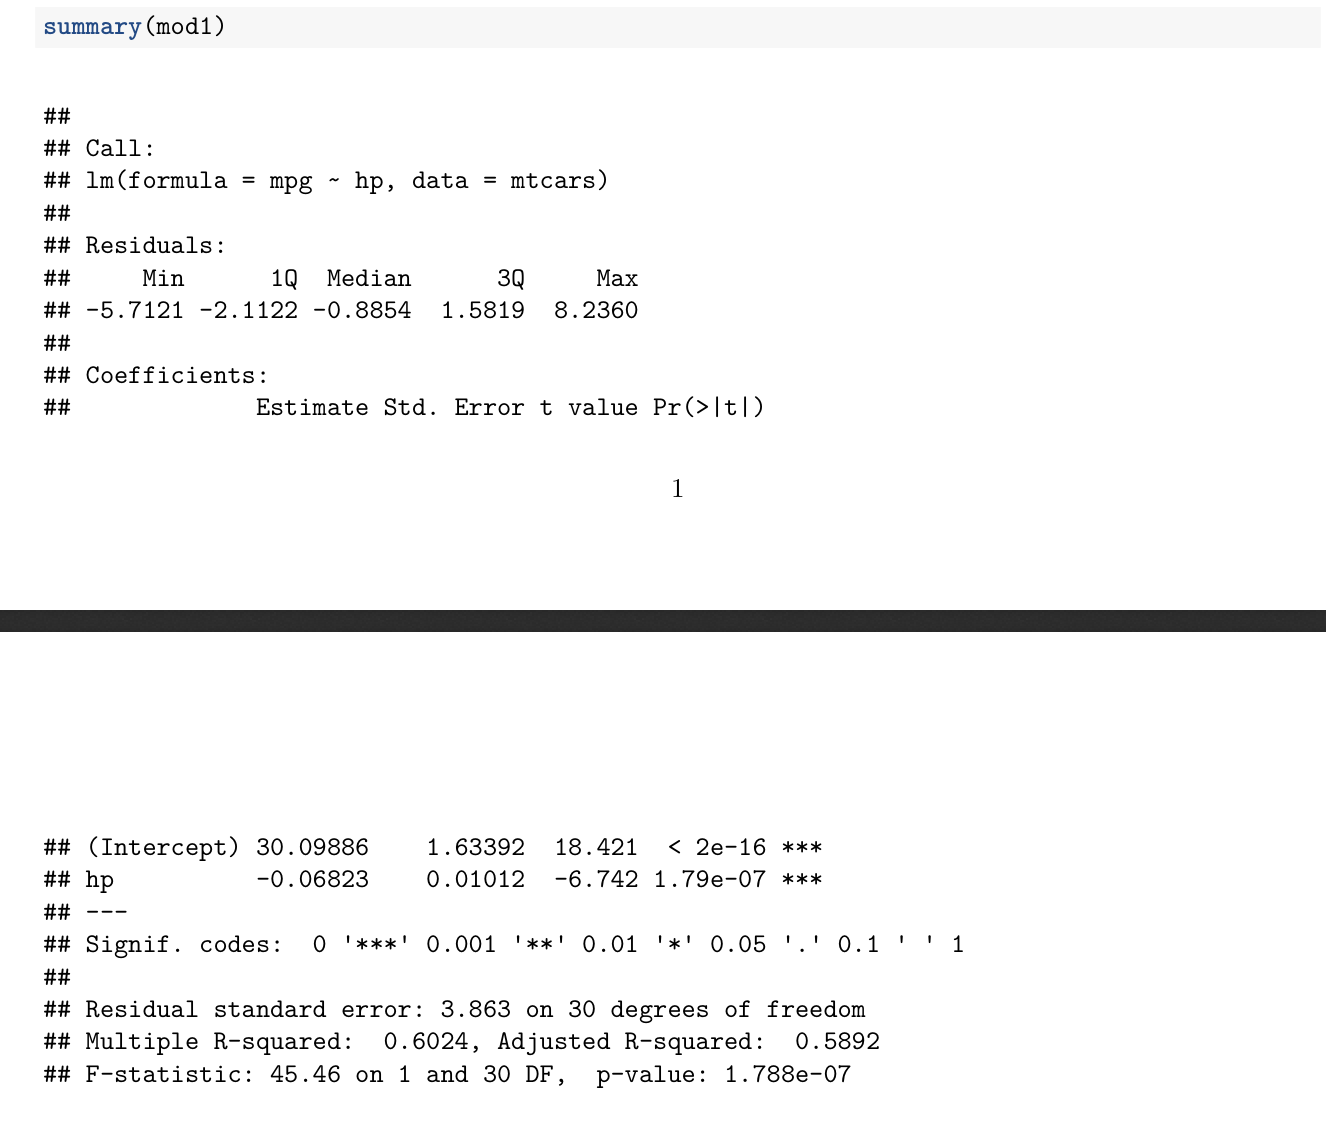 summary(mod1)
##
## Call:
## lm(formula = mpg ~ hp, data = mtcars)
##
## Residuals:
##     Min      1Q  Median      3Q     Max
## -5.7121 -2.1122 -0.8854  1.5819  8.2360
##
## Coefficients:
##             Estimate Std. Error t value Pr(>|t|)
1
## (Intercept) 30.09886    1.63392  18.421  < 2e-16 ***
## hp          -0.06823    0.01012  -6.742 1.79e-07 ***
## ---
## Signif. codes:  0 '***' 0.001 '**' 0.01 '*' 0.05 '.' 0.1 ' ' 1
##
## Residual standard error: 3.863 on 30 degrees of freedom
## Multiple R-squared:  0.6024, Adjusted R-squared:  0.5892
## F-statistic: 45.46 on 1 and 30 DF,  p-value: 1.788e-07